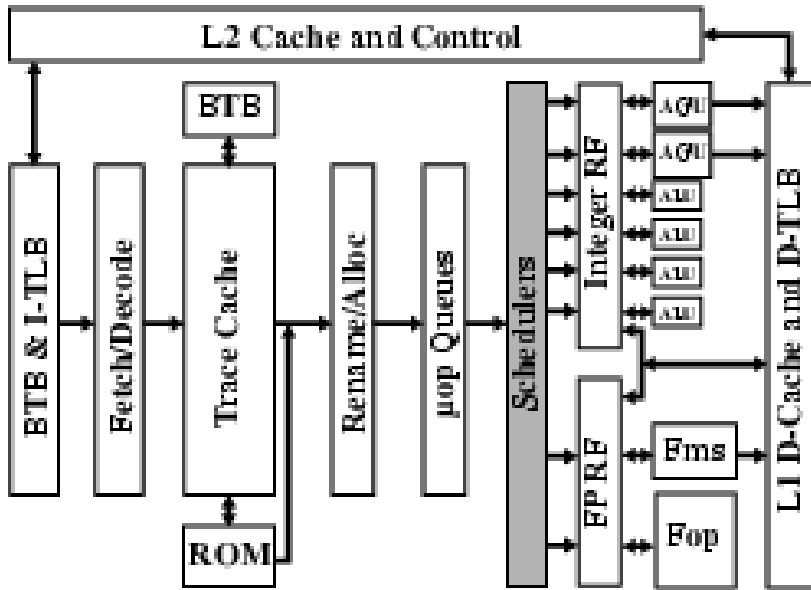 L2 Cache and Control
BTB
BTB & I-TLB
Fetch/Decode
Trace Cache
ROM
Rename/Alloc
µop Queues
Schedulers
Integer RF
FP RF
AGU
AGU
ALU
ALU
ALU
ALU
Fms
Fop
L1 D-Cache and D-TLB